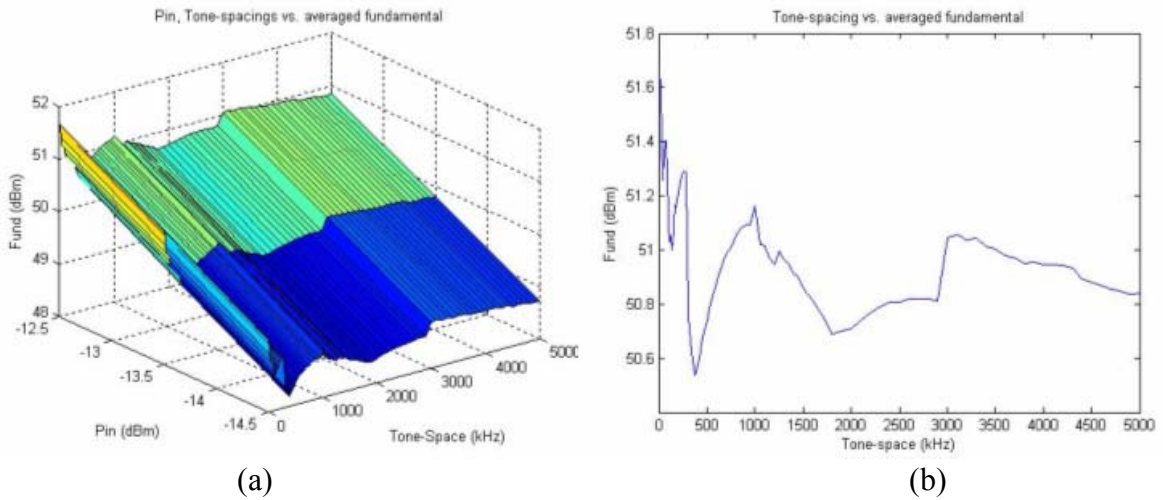 Pin, Tone-spacings vs. averaged fundamental
52
51
50
49
48
Fund (dBm)
-12.5
-13
-13.5
-14
-14.5
Pin (dBm)
0
1000
2000
3000
4000
5000
Tone-Space (kHz)
(a)
Tone-spacing vs. averaged fundamental
51.8
51.6
51.4
51.2
51
50.8
50.6
Fund (dBm)
0 500 1000 1500 2000 2500 3000 3500 4000 4500 5000
Tone-space (kHz)
(b)